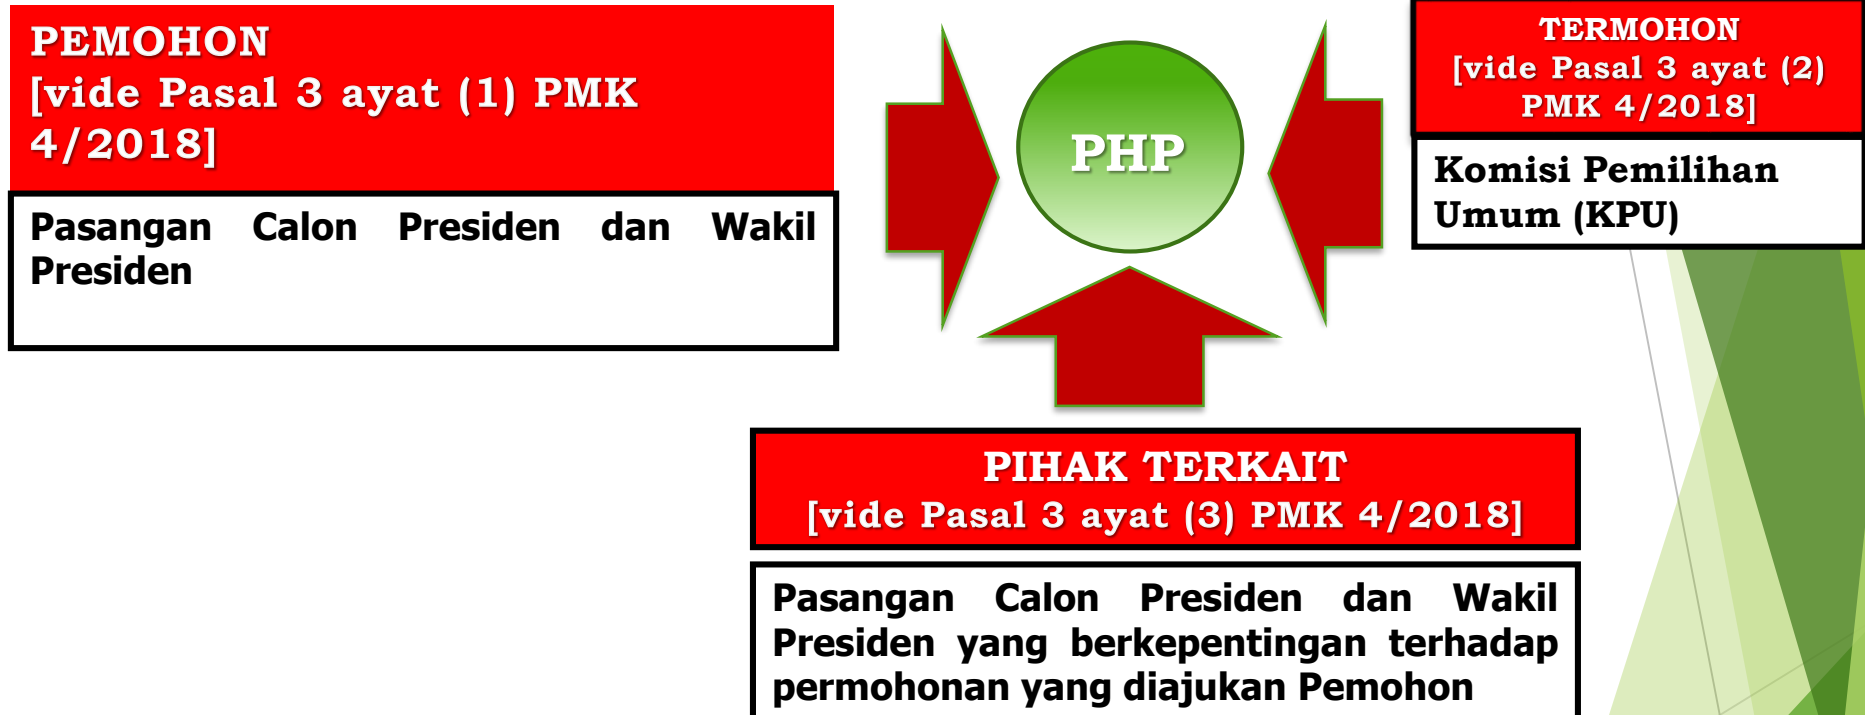 PEMOHON
[vide Pasal 3 ayat (1) PMK
4/2018]
Pasangan Calon Presiden dan Wakil
Presiden
PHP
TERMOHON
[vide Pasal 3 ayat (2)
PMK 4/2018]
Komisi Pemilihan
Umum (KPU)
PIHAK TERKAIT
[vide Pasal 3 ayat (3) PMK 4/2018]
Pasangan Calon Presiden dan Wakil
Presiden yang berkepentingan terhadap
permohonan yang diajukan Pemohon